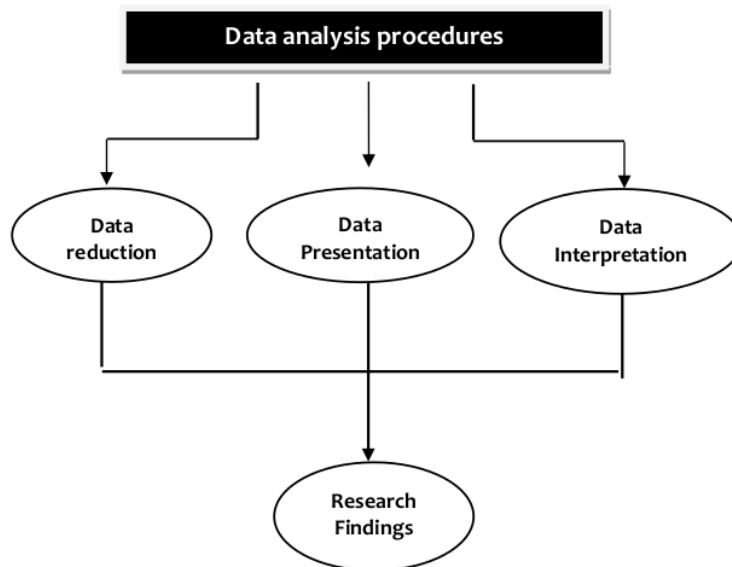 Data analysis procedures
Data
reduction
Data
Presentation
Data
Interpretation
Research
Findings